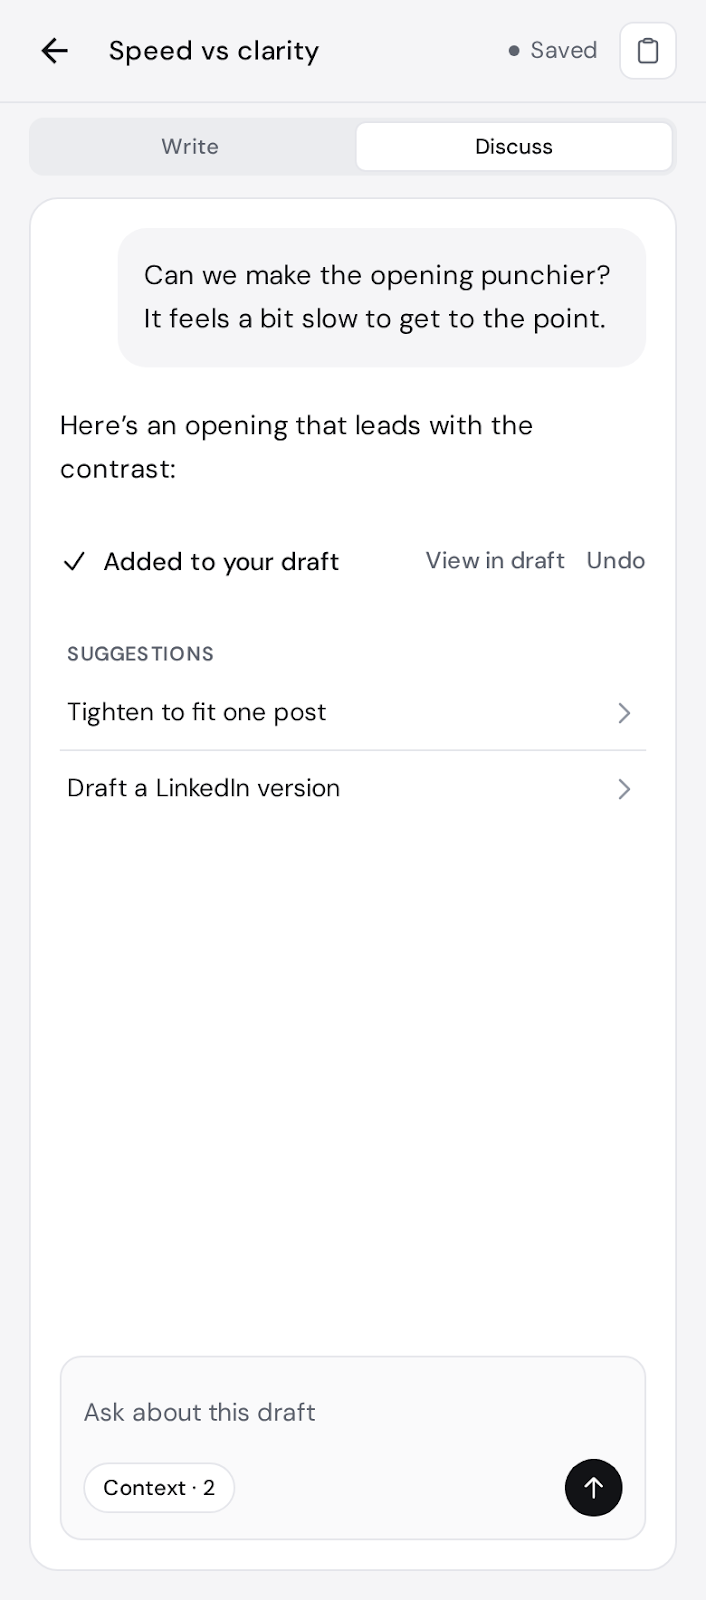 Speed vs clarity
Saved
Write
Discuss
Can we make the opening punchier?
It feels a bit slow to get to the point.
Here’s an opening that leads with the
contrast:
Added to your draft
View in draft
Undo
SUGGESTIONS
Tighten to fit one post
Draft a LinkedIn version
Ask about this draft
Context · 2